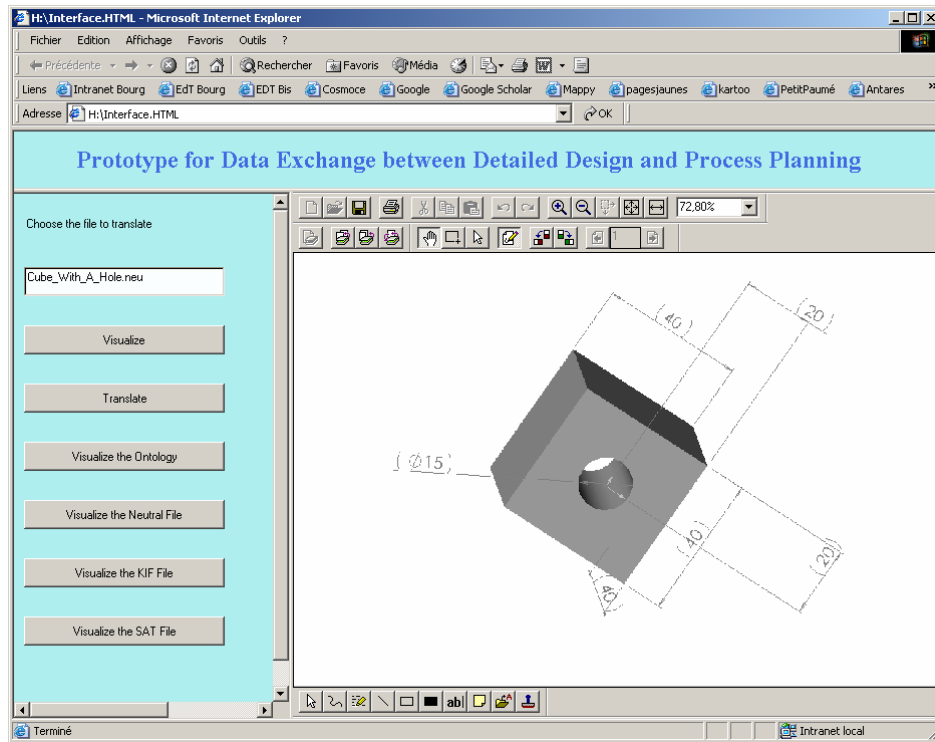 H:\Interface.HTML - Microsoft Internet Explorer
Fichier Edition Affichage Favoris Outils ?
Précédente Rechercher Favoris Média
Liens Intranet Bourg EdT Bourg EDT Bis Cosmoce Google Google Scholar Mappy pagesjaunes kartoo PetitPaumé Antares »
Adresse H:\Interface.HTML OK
Prototype for Data Exchange between Detailed Design and Process Planning
72,80%
Choose the file to translate
1
Cube_With_A_Hole.neu
(40) (20)
Visualize
Translate
Visualize the Ontology
(Ø15)
Visualize the Neutral File
(40) (20)
Visualize the KIF File
(40)
Visualize the SAT File
ab|
Terminé Intranet local